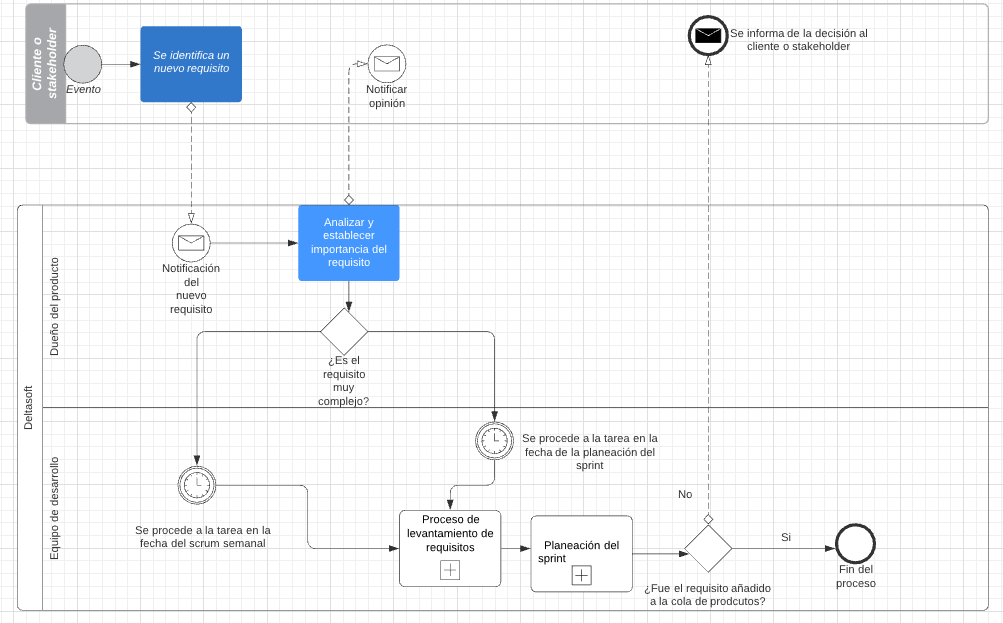 Cliente o
stakeholder
Evento
Se identifica un
nuevo requisito
Notificar
opinión
Se informa de la decisión al
cliente o stakeholder
Deltasoft
Dueño del producto
Notificación
del
nuevo
requisito
Analizar y
establecer
importancia del
requisito
¿Es el
requisito
muy
complejo?
Equipo de desarrollo
Se procede a la tarea en la
fecha de la planeación del
sprint
Se procede a la tarea en la
fecha del scrum semanal
Proceso de
levantamiento de
requisitos
Planeación del
sprint
No
Si
¿Fue el requisito añadido
a la cola de prodcutos?
Fin del
proceso